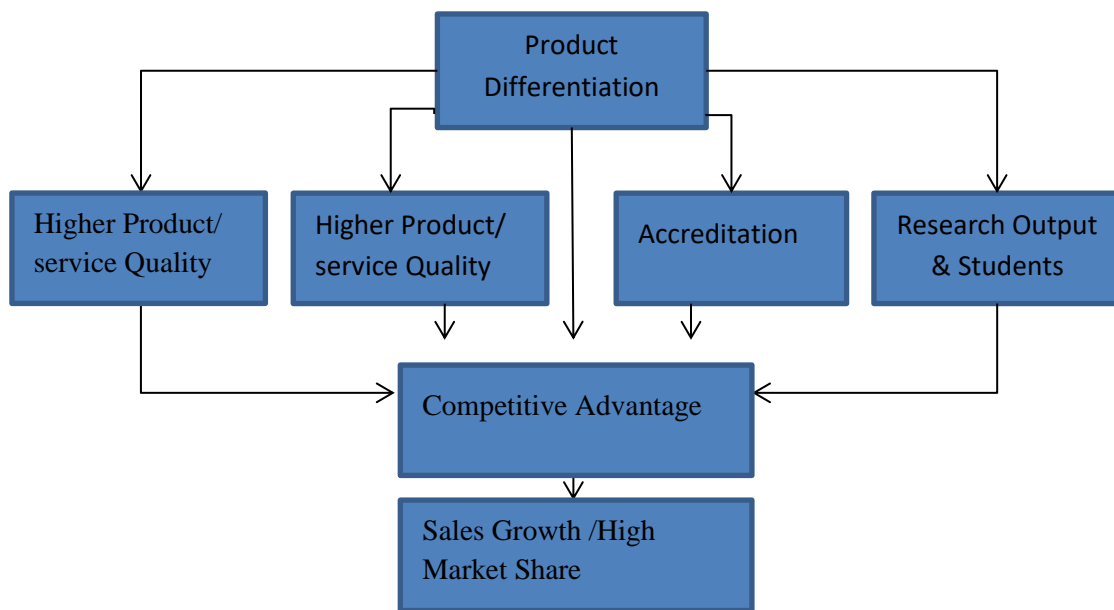 Product
Differentiation
Higher Product/
service Quality
Higher Product/
service Quality
Accreditation
Research Output
& Students
Competitive Advantage
Sales Growth /High
Market Share